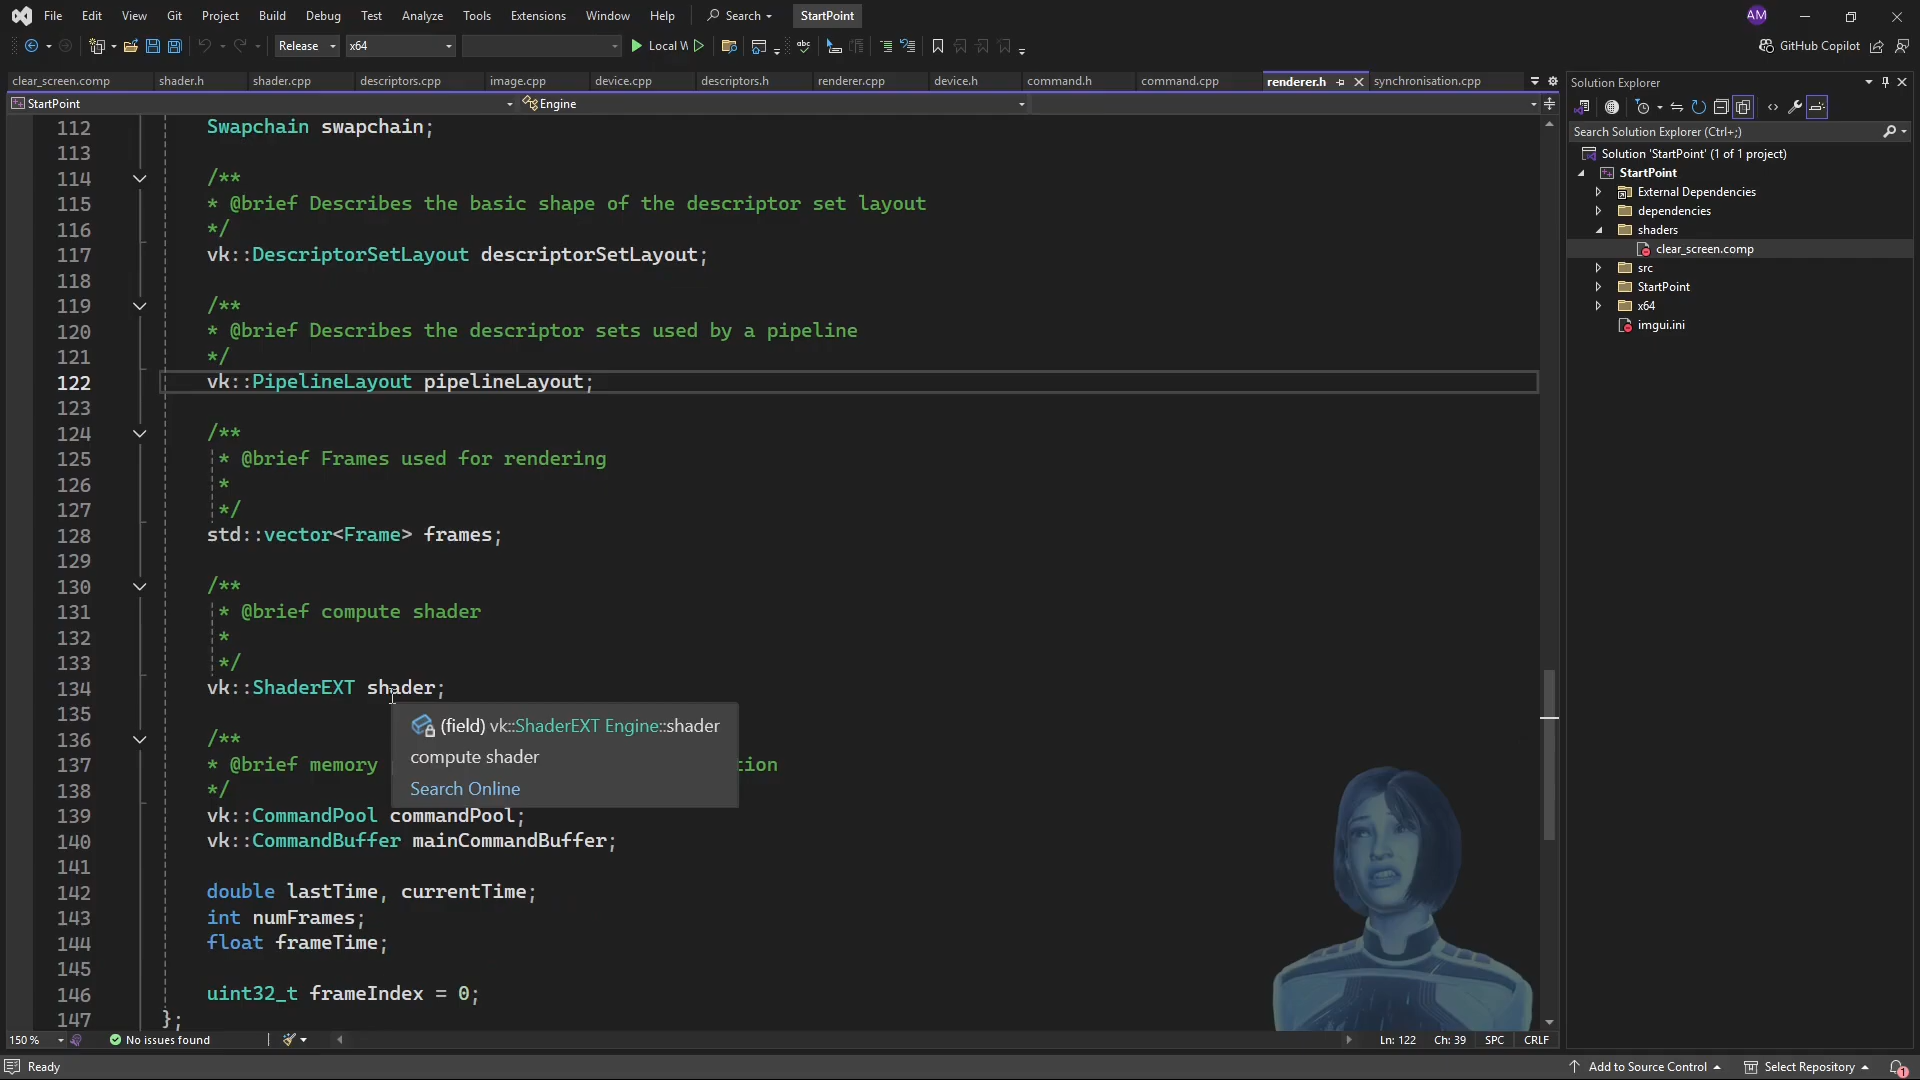 File Edit View Git Project Build Debug Test Analyze Tools Extensions Window Help Search StartPoint AM
Release x64 Local W GitHub Copilot
clear_screen.comp shader.h shader.cpp descriptors.cpp image.cpp device.cpp descriptors.h renderer.cpp device.h command.h command.cpp renderer.h synchronisation.cpp
StartPoint Engine
112 Swapchain swapchain;
113
114 /**
115 * @brief Describes the basic shape of the descriptor set layout
116 */
117 vk::DescriptorSetLayout descriptorSetLayout;
118
119 /**
120 * @brief Describes the descriptor sets used by a pipeline
121 */
122 vk::PipelineLayout pipelineLayout;
123
124 /**
125 * @brief Frames used for rendering
126 *
127 */
128 std::vector<Frame> frames;
129
130 /**
131 * @brief compute shader
132 *
133 */
134 vk::ShaderEXT shader;
135
136 /**
137 * @brief memory tion
138 */
139 vk::CommandPool commandPool;
140 vk::CommandBuffer mainCommandBuffer;
141
142 double lastTime, currentTime;
143 int numFrames;
144 float frameTime;
145
146 uint32_t frameIndex = 0;
147 };
(field) vk::ShaderEXT Engine::shader
compute shader
Search Online
Solution Explorer
Search Solution Explorer (Ctrl+;)
Solution 'StartPoint' (1 of 1 project)
StartPoint
External Dependencies
dependencies
shaders
clear_screen.comp
src
StartPoint
x64
imgui.ini
150 % No issues found Ln: 122 Ch: 39 SPC CRLF
Ready Add to Source Control Select Repository 1